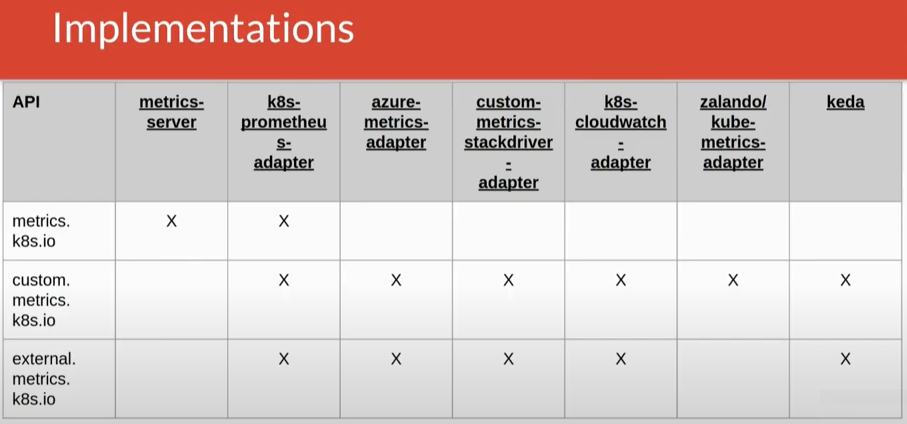 Implementations
API
metrics-
server
k8s-
prometheu
s-
adapter
azure-
metrics-
adapter
custom-
metrics-
stackdriver
-
adapter
k8s-
cloudwatch
-
adapter
zalando/
kube-
metrics-
adapter
keda
metrics.
k8s.io
X
X
custom.
metrics.
k8s.io
X
X
X
X
X
X
external.
metrics.
k8s.io
X
X
X
X
X